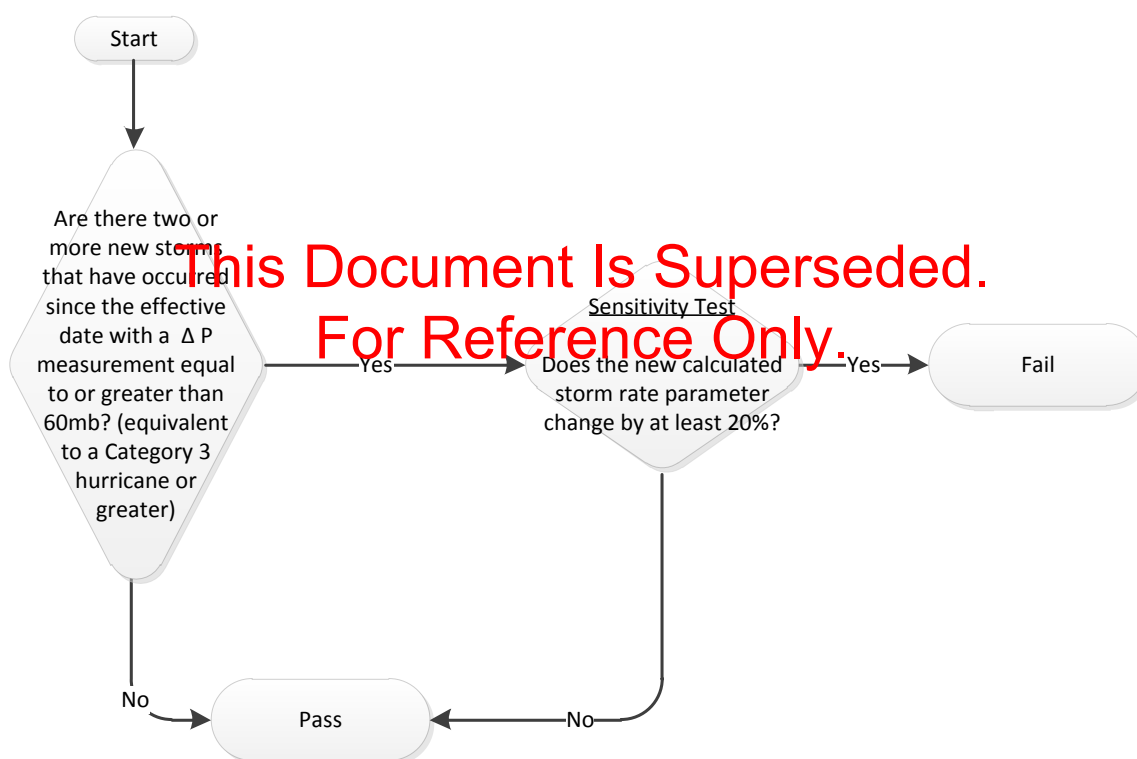 Start
Are there two or
more new storms
that have occurred
since the effective
date with a Δ P
measurement equal
to or greater than
60mb? (equivalent
to a Category 3
hurricane or
greater)
This Document Is Superseded.
For Reference Only.
Yes
Sensitivity Test
Does the new calculated
storm rate parameter
change by at least 20%?
Yes
Fail
No
Pass
No